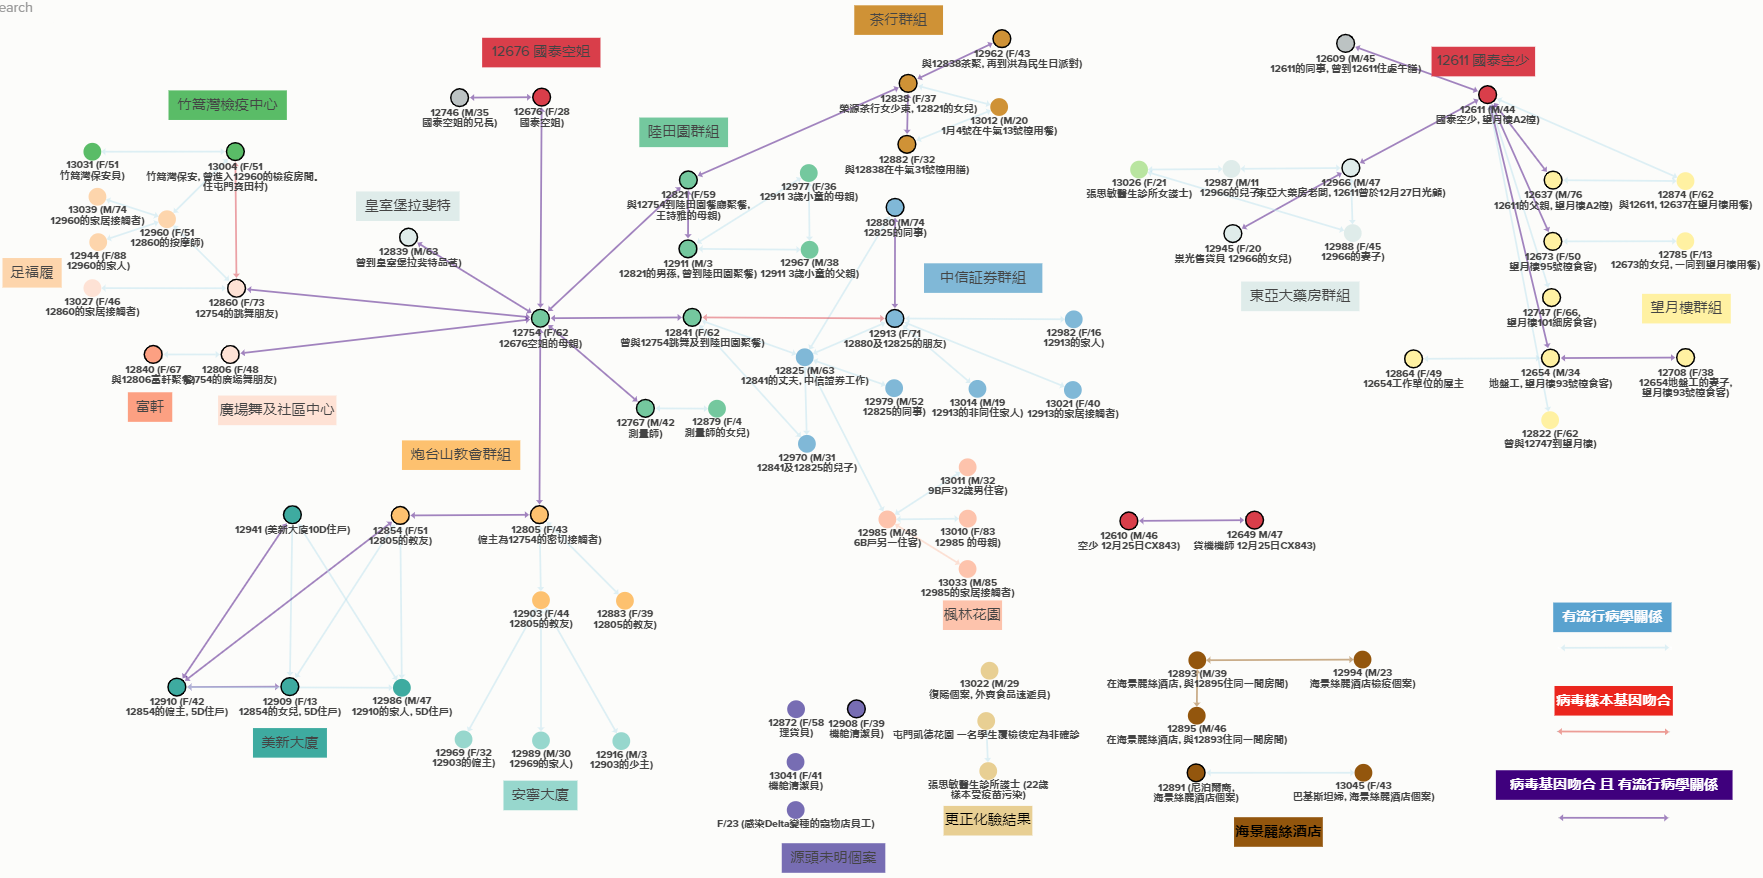 earch
茶行群組
12676 國泰空姐
12611 國泰空少
12962 (F/43
與12838茶聚, 再到洪為民生日派對)
12609 (M/45
12611的同事, 曾到12611住處午膳)
竹篙灣檢疫中心
12746 (M/35
國泰空姐的兄長)
12676 (F/28
國泰空姐)
12838 (F/37
榮源茶行女少東, 12821的女兒)
13012 (M/20
1月4號在牛氣13號檯用餐)
12611 (M/44
國泰空少, 望月樓A2檯)
陸田園群組
12882 (F/32
與12838在牛氣31號檯用膳)
13031 (F/51
竹篙灣保安員)
13004 (F/51
竹篙灣保安, 曾進入12960的檢疫房間。
住屯門良田村)
13039 (M/74
12960的家居接觸者)
12960 (F/51
12860的按摩師)
12944 (F/88
12960的家人)
皇室堡拉斐特
12839 (M/63
曾到皇室堡拉斐特品茗)
12821 (F/59
與12754到陸田園餐廳聚餐,
王詩雅的母親)
12977 (F/36
12911 3歲小童的母親)
12880 (M/74
12825的同事)
12911 (M/3
12821的男孫, 曾到陸田園聚餐)
12967 (M/38
12911 3歲小童的父親)
13026 (F/21
張思敏醫生診所女護士)
12987 (M/11
12966的兒子)
12966 (M/47
東亞大藥房老闆, 12611曾於12月27日光顧)
12945 (F/20
祟光售貨員 12966的女兒)
12988 (F/45
12966的妻子)
12637 (M/76
12611的父親, 望月樓A2檯)
12874 (F/62
與12611, 12637在望月樓用餐)
12673 (F/50
望月樓95號檯食客)
12785 (F/13
12673的女兒, 一同到望月樓用餐)
足福履
中信証券群組
東亞大藥房群組
望月樓群組
13027 (F/46
12860的家居接觸者)
12860 (F/73
12754的跳舞朋友)
12747 (F/66,
望月樓101細房食客)
12754 (F/62
12676空姐的母親)
12841 (F/62
曾與12754跳舞及到陸田園聚餐)
12913 (F/71
12880及12825的朋友)
12982 (F/16
12913的家人)
12840 (F/67
與12806富軒聚餐)
12806 (F/48
12754的廣場舞朋友)
12825 (M/63
12841的丈夫, 中信證券工作)
12864 (F/49
12654工作單位的屋主
12654 (M/34
地盤工, 望月樓93號檯食客)
12708 (F/38
12654地盤工的妻子,
望月樓93號檯食客)
富軒
廣場舞及社區中心
12767 (M/42
測量師)
12879 (F/4
測量師的女兒)
12979 (M/52
12825的同事)
13014 (M/19
12913的非同住家人)
13021 (F/40
12913的家居接觸者)
12822 (F/62
曾與12747到望月樓)
炮台山教會群組
12970 (M/31
12841及12825的兒子)
13011 (M/32
9B戶32歲男住客)
12941 (美新大廈10D住戶)
12854 (F/51
12805的教友)
12805 (F/43
僱主為12754的密切接觸者)
12985 (M/48
6B戶另一住客)
13010 (F/83
12985 的母親)
12610 (M/46
空少 12月25日CX843)
12649 M/47
貨機機師 12月25日CX843)
13033 (M/85
12985的家居接觸者)
楓林花園
12903 (F/44
12805的教友)
12883 (F/39
12805的教友)
有流行病學關係
12910 (F/42
12854的僱主, 5D住戶)
12909 (F/13
12854的女兒, 5D住戶)
12986 (M/47
12910的家人, 5D住戶)
13022 (M/29
復陽個案, 外賣食品速遞員)
12893 (M/39
在海景絲麗酒店, 與12895住同一間房間)
12994 (M/23
海景絲麗酒店檢疫個案)
病毒樣本基因吻合
美新大廈
12872 (F/58
理貨員)
12908 (F/39
機艙清潔員)
屯門凱德花園 一名學生覆檢後定為非確診
12895 (M/46
在海景絲麗酒店, 與12893住同一間房間)
12969 (F/32
12903的僱主)
12989 (M/30
12969的家人)
12916 (M/3
12903的少主)
13041 (F/41
機艙清潔員)
張思敏醫生診所護士 (22歲
樣本受疫苗污染)
12891 (尼泊爾商,
海景絲麗酒店個案)
13045 (F/43
巴基斯坦婦, 海景絲麗酒店個案)
病毒基因吻合 且 有流行病學關係
安寧大廈
F/23 (感染Delta變種的寵物店員工)
更正化驗結果
海景麗絲酒店
源頭未明個案